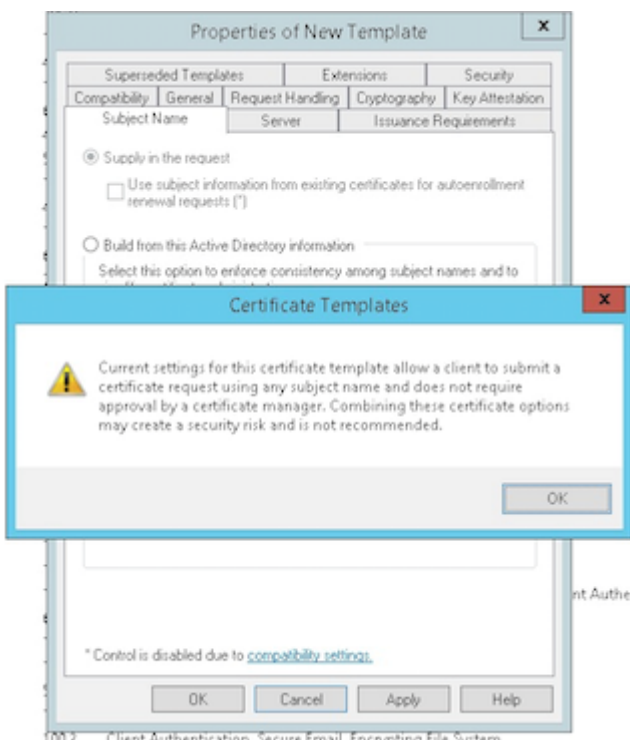 Properties of New Template
x
Superseded Templates Extensions Security
Compatibility General Request Handling Cryptography Key Attestation
Subject Name Server Issuance Requirements
Supply in the request
Use subject information from existing certificates for autoenrollment
renewal requests (*)
Build from this Active Directory information
Select this option to enforce consistency among subject names and to
Certificate Templates
x
Current settings for this certificate template allow a client to submit a
certificate request using any subject name and does not require
approval by a certificate manager. Combining these certificate options
may create a security risk and is not recommended.
OK
nt Authe
* Control is disabled due to compatibility settings.
OK Cancel Apply Help
Client Authentication, Secure Email, Encrypting File System